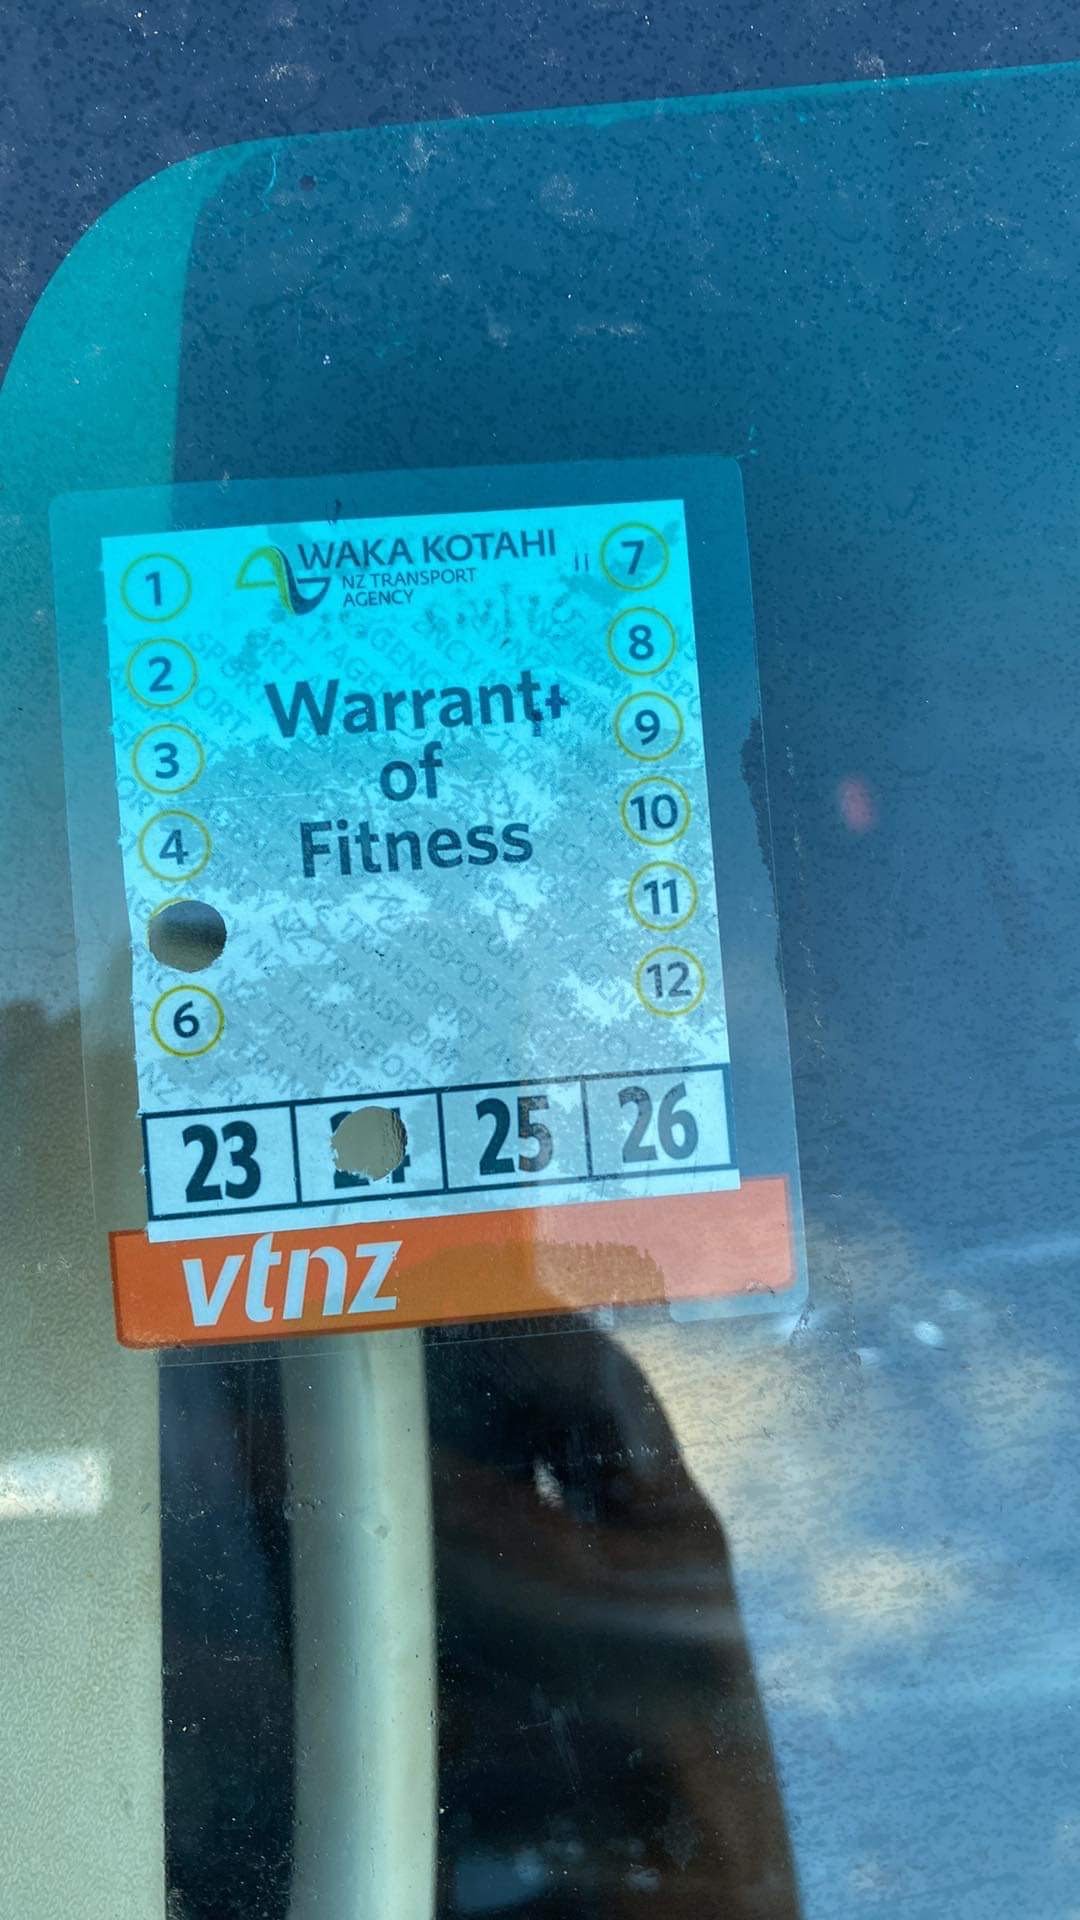 WAKA KOTAHI
NZ TRANSPORT
AGENCY
Warrant
of
Fitness
1
2
3
4
6
7
8
9
10
11
12
23 25 26
vtnz